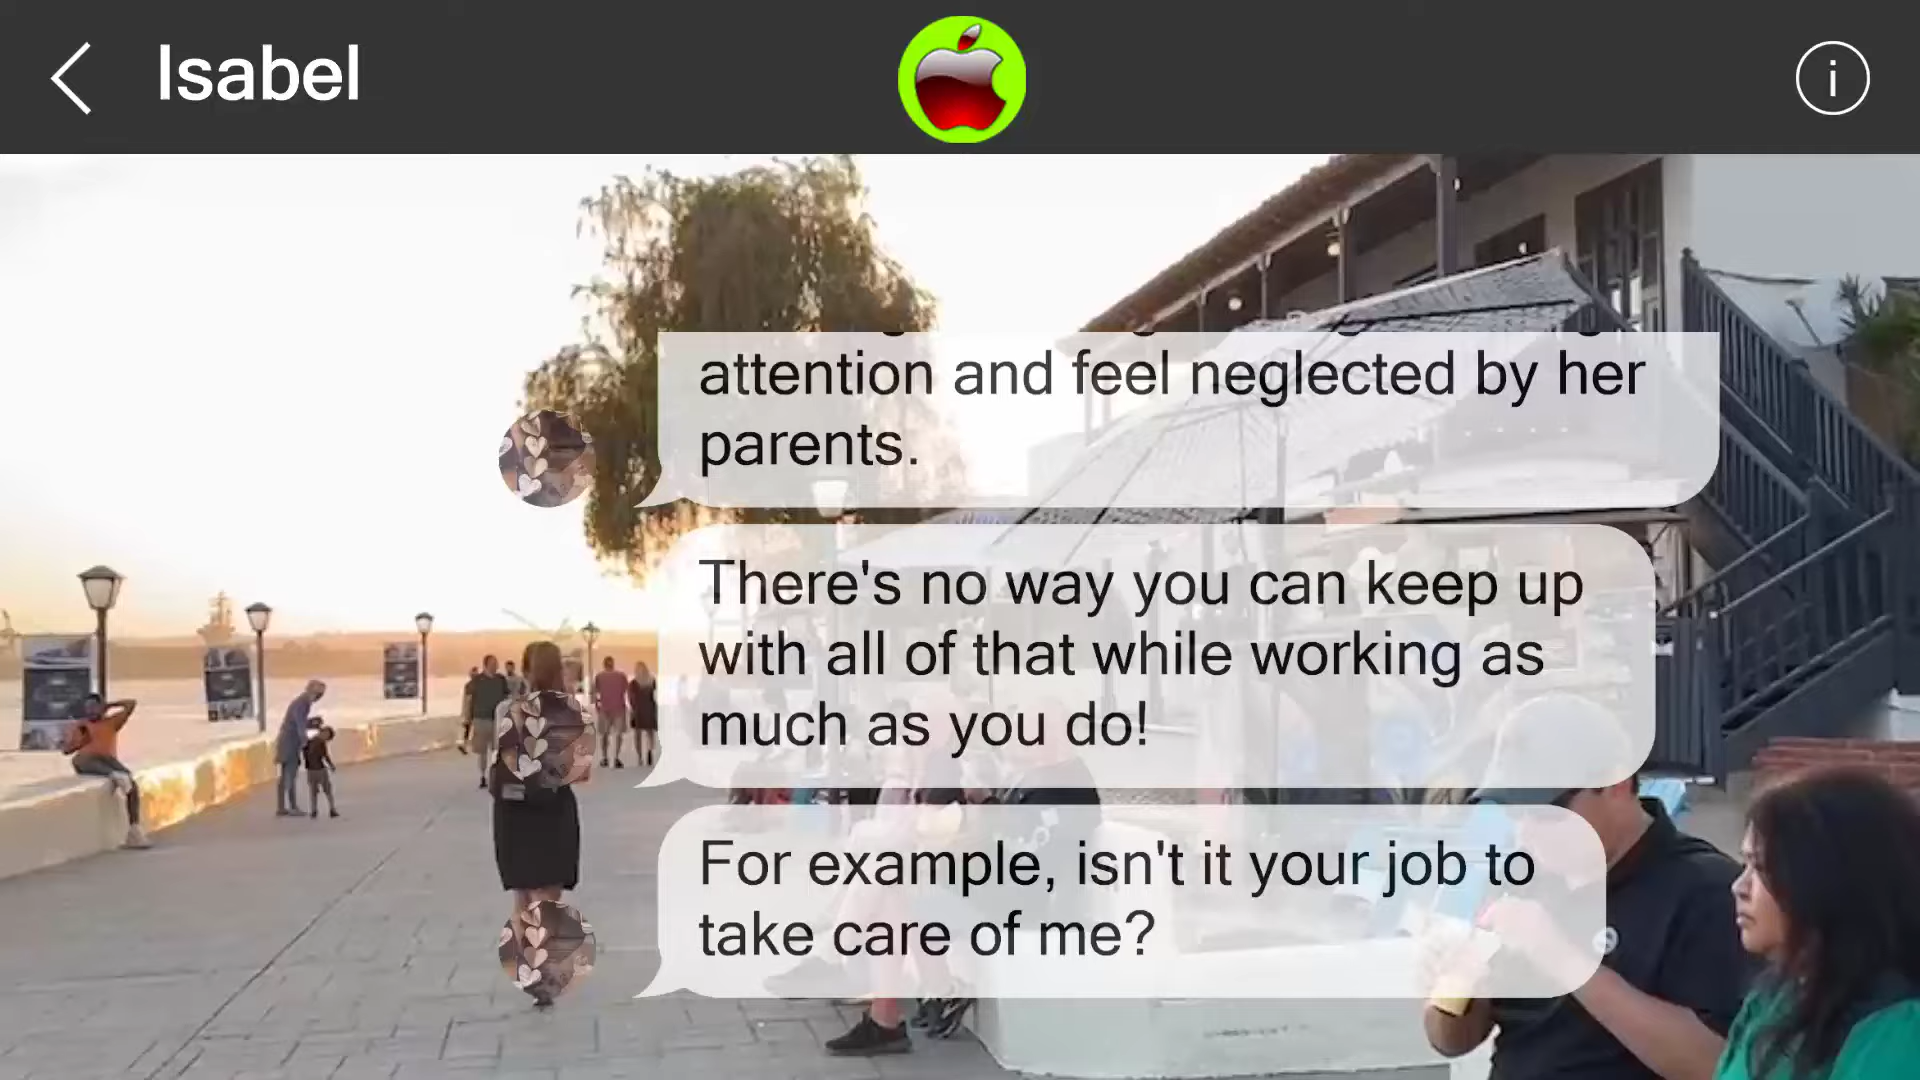 Isabel
attention and feel neglected by her
parents.
There's no way you can keep up
with all of that while working as
much as you do!
For example, isn't it your job to
take care of me?